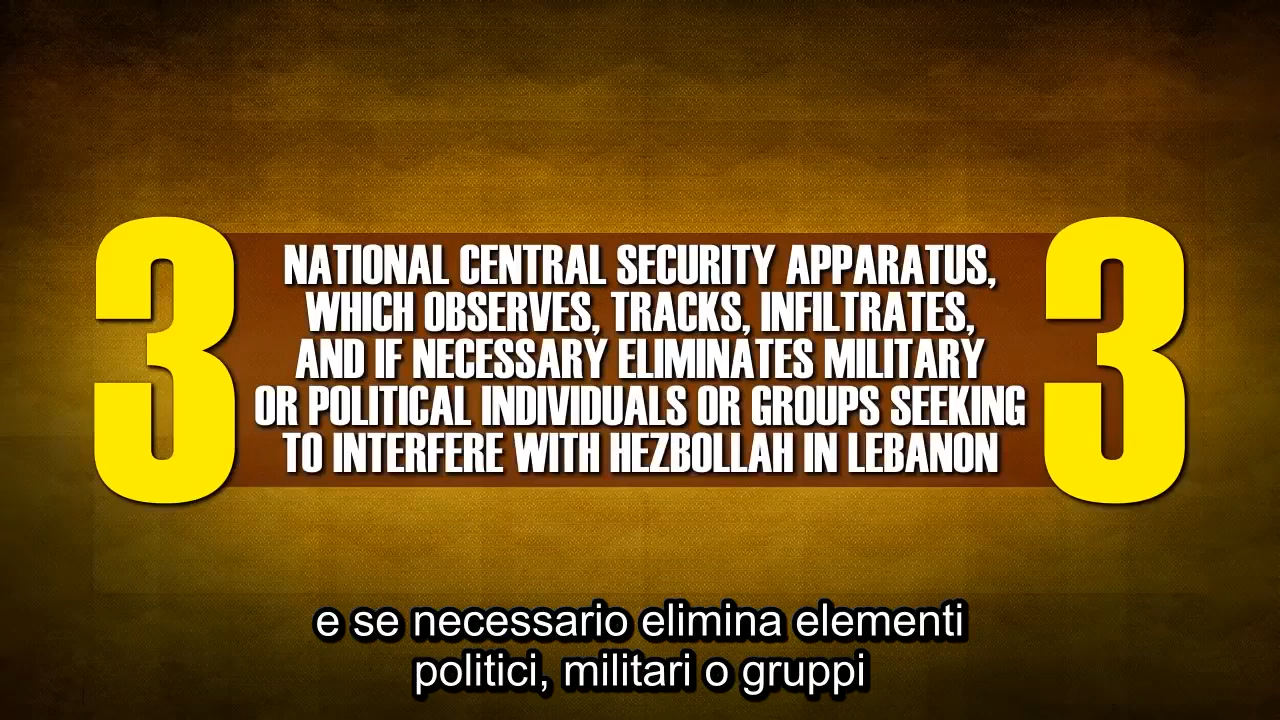 3 3
NATIONAL CENTRAL SECURITY APPARATUS,
WHICH OBSERVES, TRACKS, INFILTRATES,
AND IF NECESSARY ELIMINATES MILITARY
OR POLITICAL INDIVIDUALS OR GROUPS SEEKING
TO INTERFERE WITH HEZBOLLAH IN LEBANON
e se necessario elimina elementi
politici, militari o gruppi